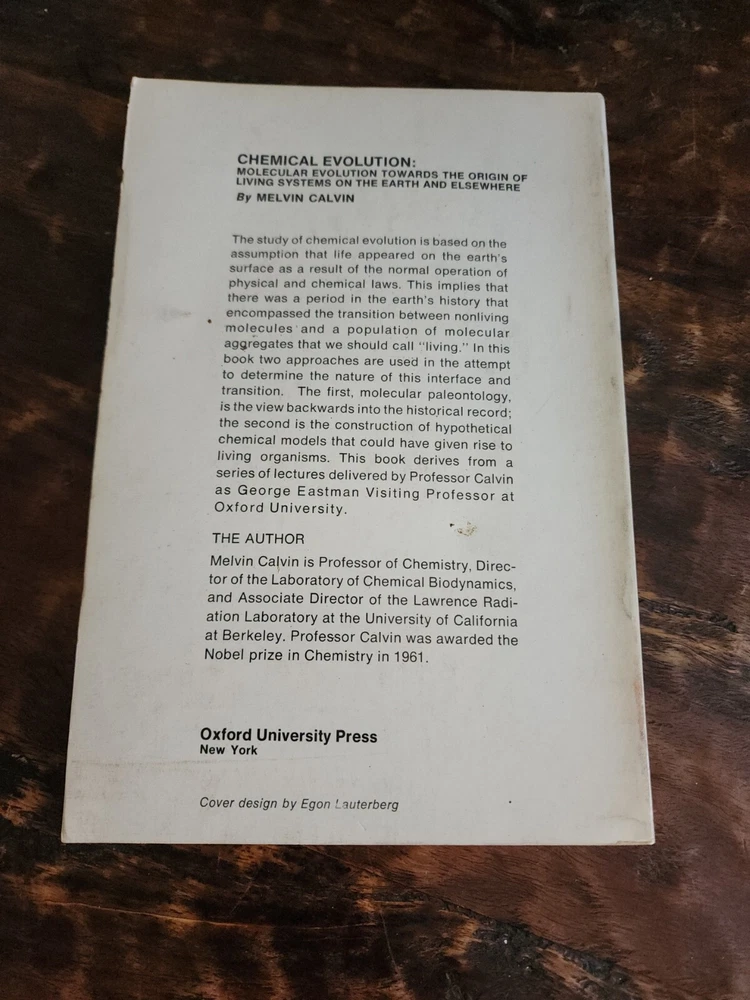 CHEMICAL EVOLUTION:
MOLECULAR EVOLUTION TOWARDS THE ORIGIN OF
LIVING SYSTEMS ON THE EARTH AND ELSEWHERE
By MELVIN CALVIN
The study of chemical evolution is based on the
assumption that life appeared on the earth's
surface as a result of the normal operation of
physical and chemical laws. This implies that
there was a period in the earth's history that
encompassed the transition between nonliving
molecules and a population of molecular
aggregates that we should call "living." In this
book two approaches are used in the attempt
to determine the nature of this interface and
transition. The first, molecular paleontology,
is the view backwards into the historical record;
the second is the construction of hypothetical
chemical models that could have given rise to
living organisms. This book derives from a
series of lectures delivered by Professor Calvin
as George Eastman Visiting Professor at
Oxford University.
THE AUTHOR
Melvin Calvin is Professor of Chemistry, Direc-
tor of the Laboratory of Chemical Biodynamics,
and Associate Director of the Lawrence Radi-
ation Laboratory at the University of California
at Berkeley. Professor Calvin was awarded the
Nobel prize in Chemistry in 1961.
Oxford University Press
New York
Cover design by Egon Lauterberg